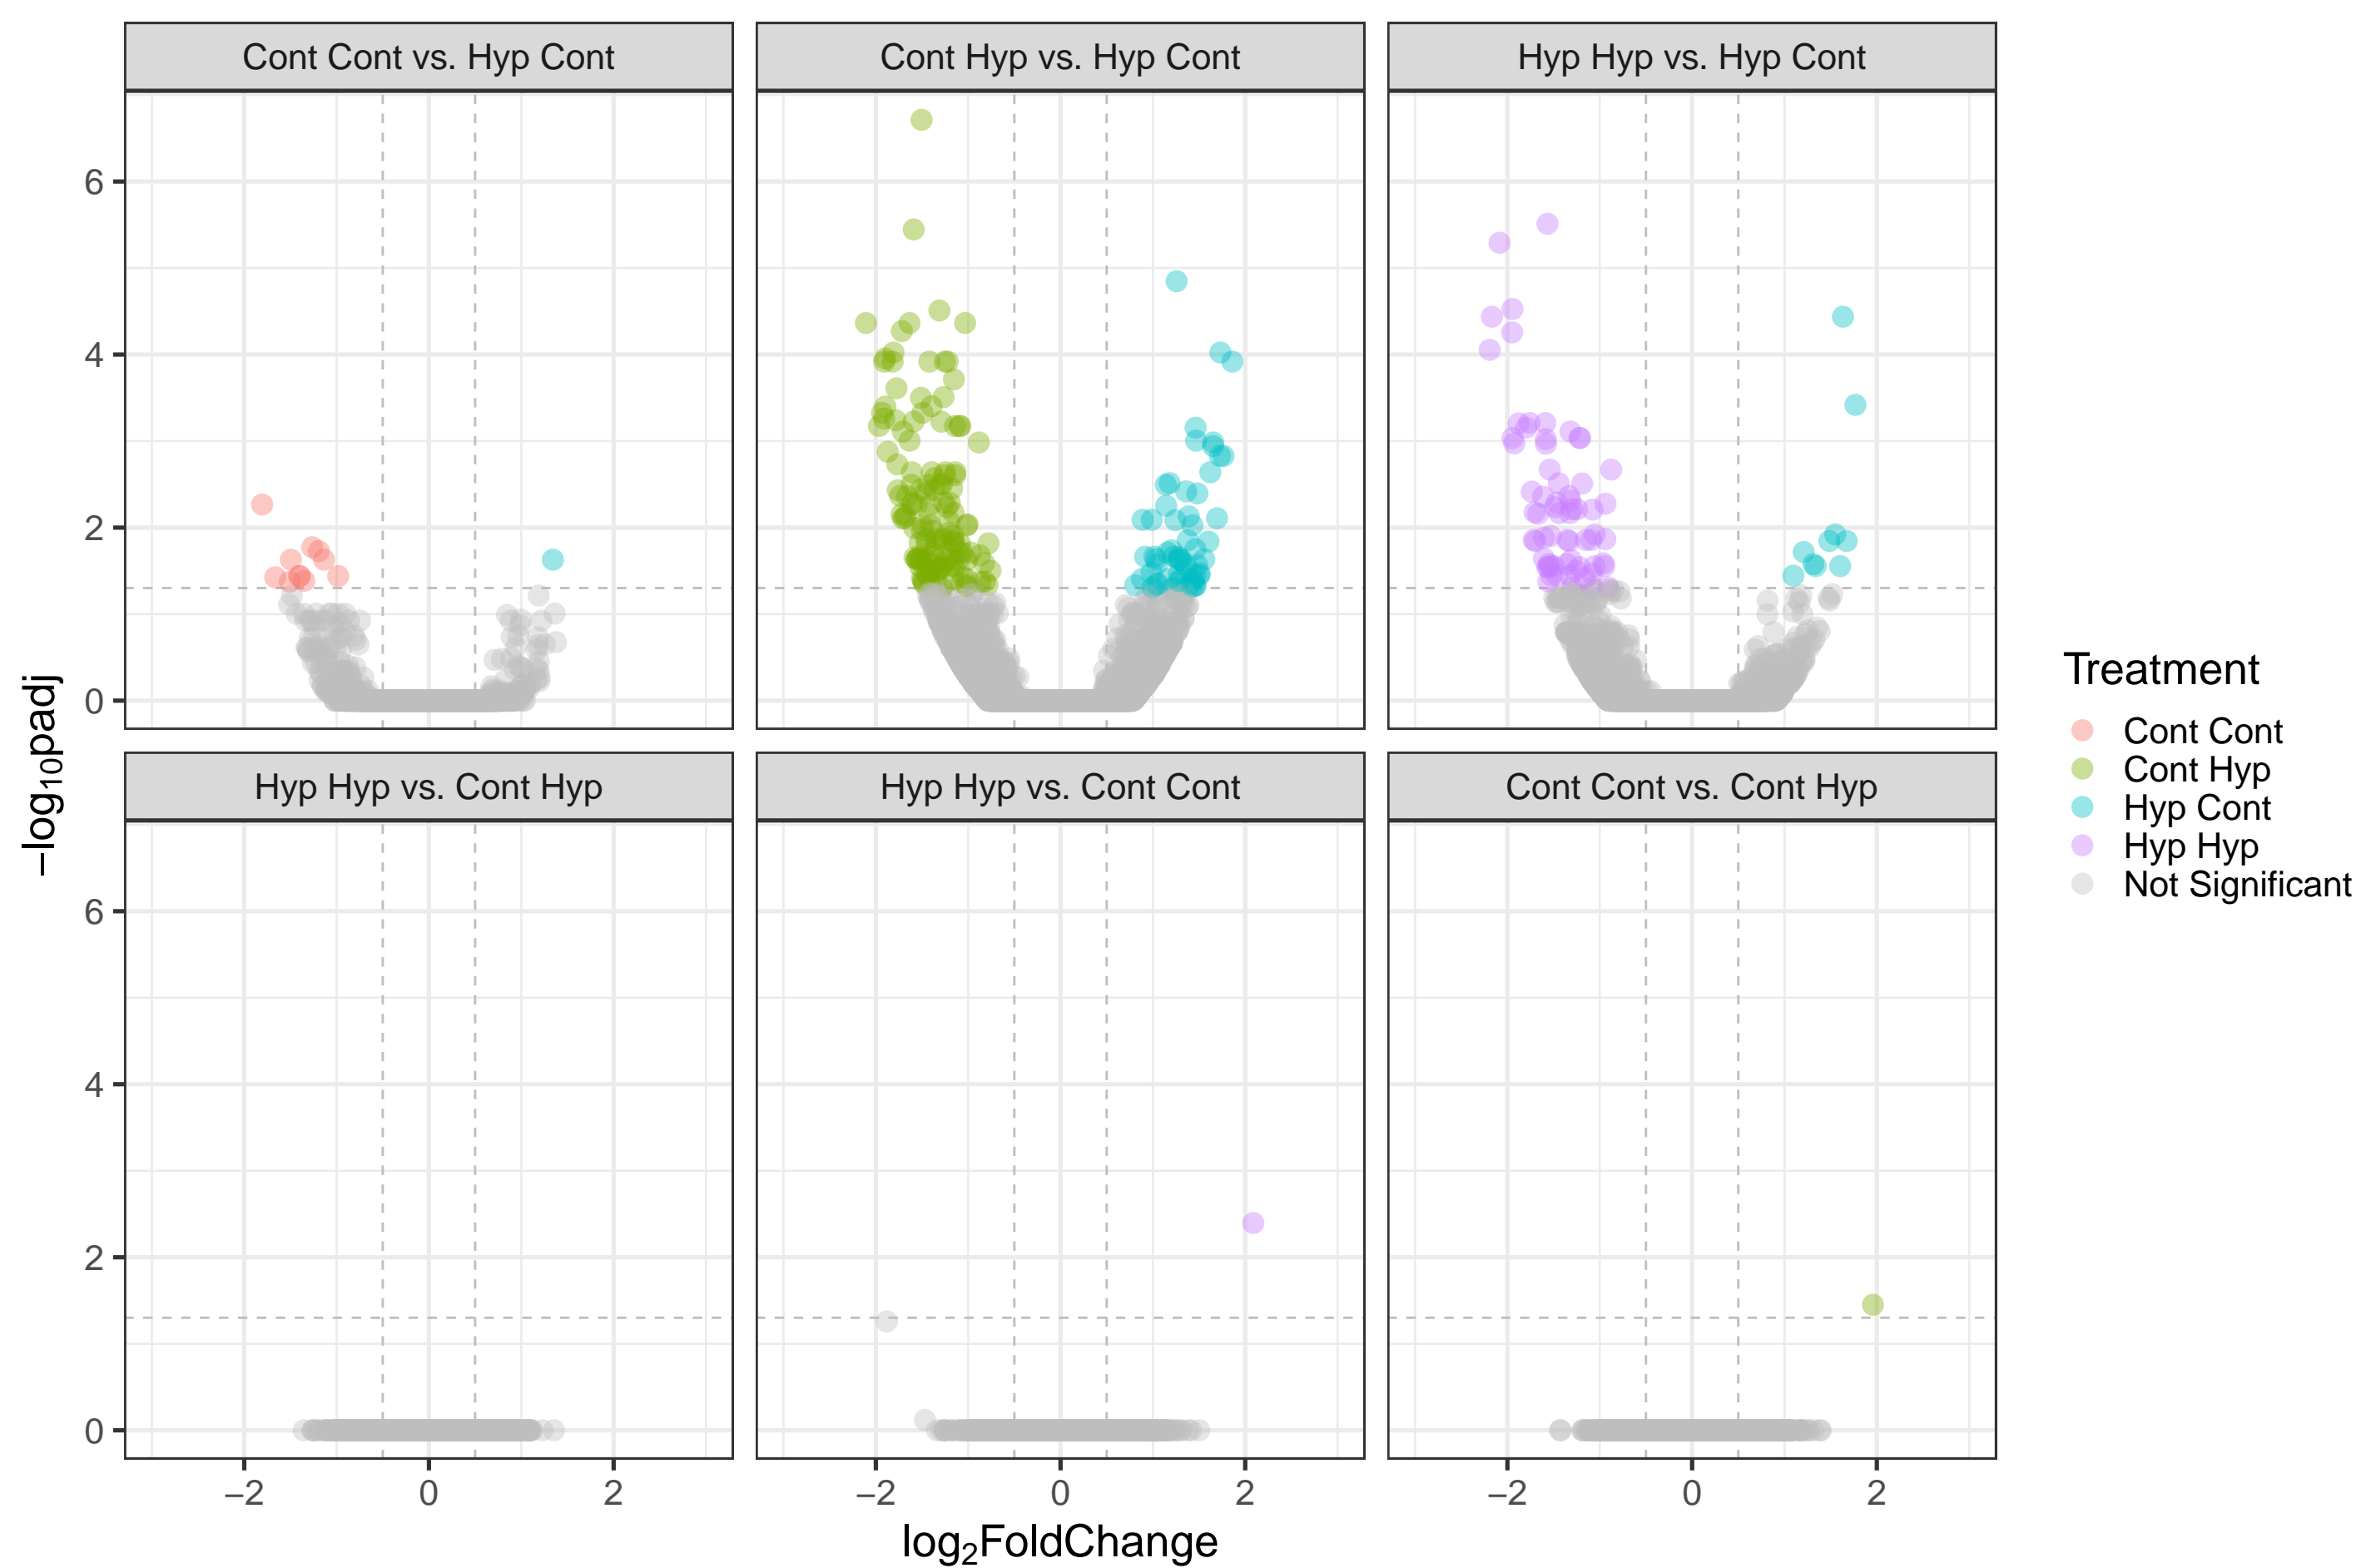 Cont Cont vs. Hyp Cont
Cont Hyp vs. Hyp Cont
Hyp Hyp vs. Hyp Cont
6
4
2
0
Hyp Hyp vs. Cont Hyp
Hyp Hyp vs. Cont Cont
Cont Cont vs. Cont Hyp
6
4
2
0
−log₁₀padj
−2 0 2
−2 0 2
−2 0 2
log₂FoldChange
Treatment
Cont Cont
Cont Hyp
Hyp Cont
Hyp Hyp
Not Significant